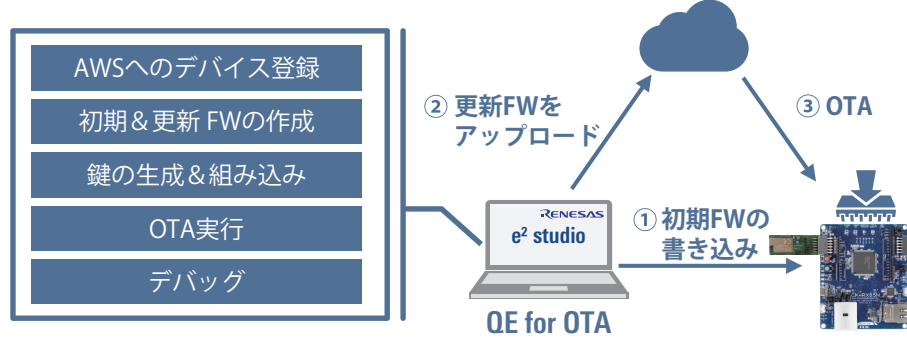 AWSへのデバイス登録
初期＆更新 FWの作成
鍵の生成＆組み込み
OTA実行
デバッグ
② 更新FWを
アップロード
③ OTA
RENESAS
e² studio
① 初期FWの
書き込み
QE for OTA